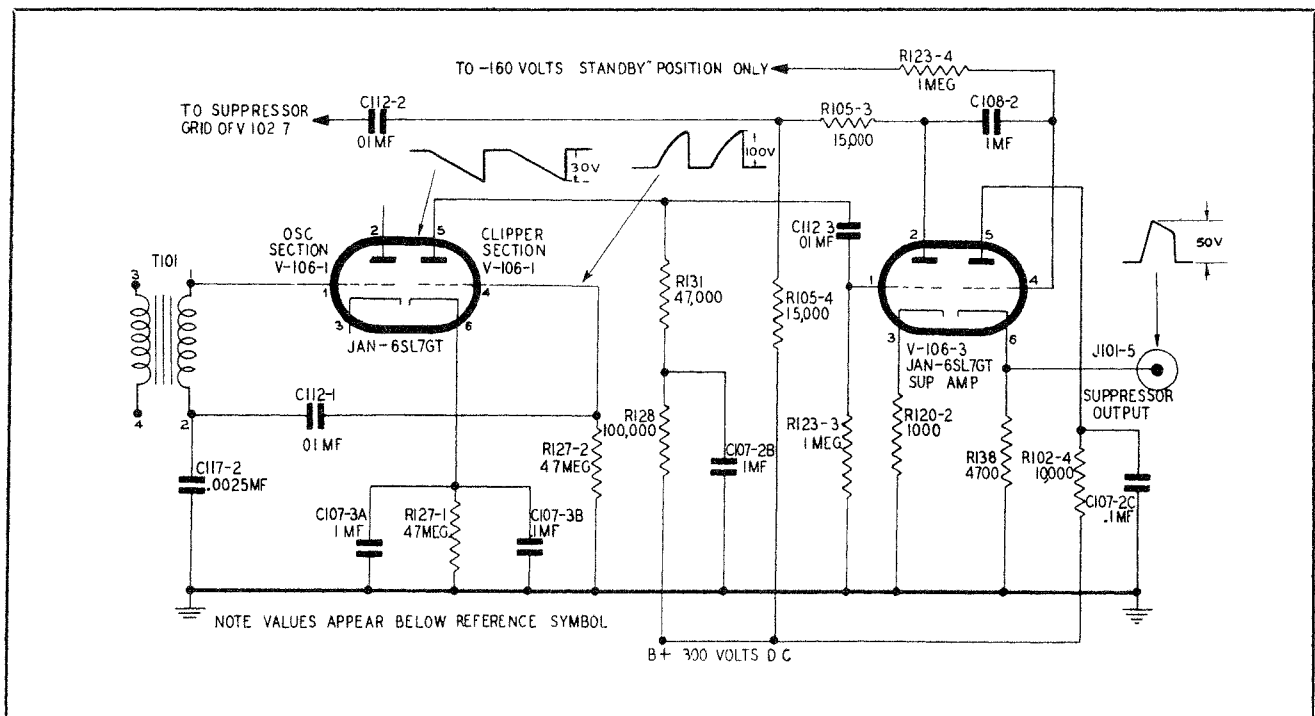 TO -160 VOLTS STANDBY" POSITION ONLY
R123-4
1 MEG
TO SUPPRESSOR
GRID OF V 102 7
C112-2
01 MF
R105-3
15,000
C108-2
1MF
30V
100V
OSC
SECTION
V-106-1
CLIPPER
SECTION
V-106-1
2
5
1
4
3
6
JAN-6SL7GT
T101
3
1
4
2
C112 3
01 MF
R131
47,000
R105-4
15,000
2
5
1
4
3
6
V-106-3
JAN-6SL7GT
SUP AMP
50V
J101-5
SUPPRESSOR
OUTPUT
C112-1
01 MF
R127-2
47MEG
R128
100,000
C107-2B
1MF
R123-3
1 MEG
R120-2
1000
R138
4700
R102-4
10,000
C107-2C
.1MF
C117-2
.0025MF
C107-3A
1 MF
R127-1
47MEG.
C107-3B
.1MF
NOTE VALUES APPEAR BELOW REFERENCE SYMBOL
B+ 300 VOLTS D C